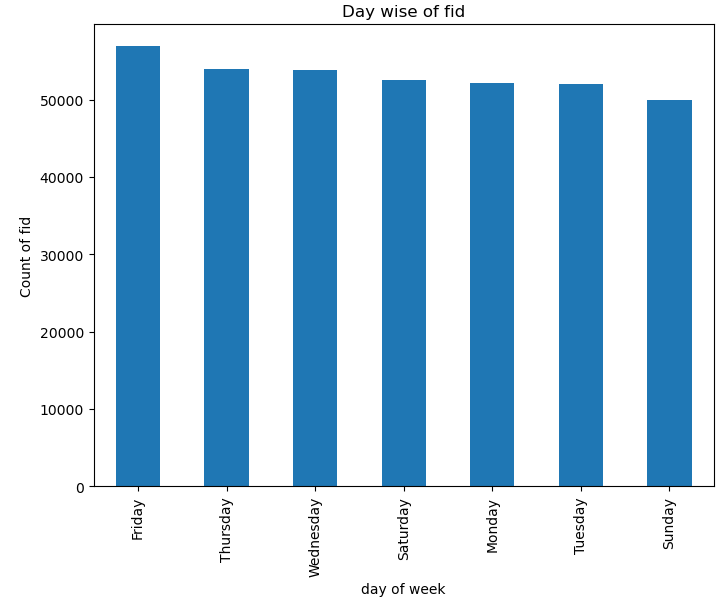 Day wise of fid
Count of fid
50000
40000
30000
20000
10000
0
Friday
Thursday
Wednesday
Saturday
Monday
Tuesday
Sunday
day of week